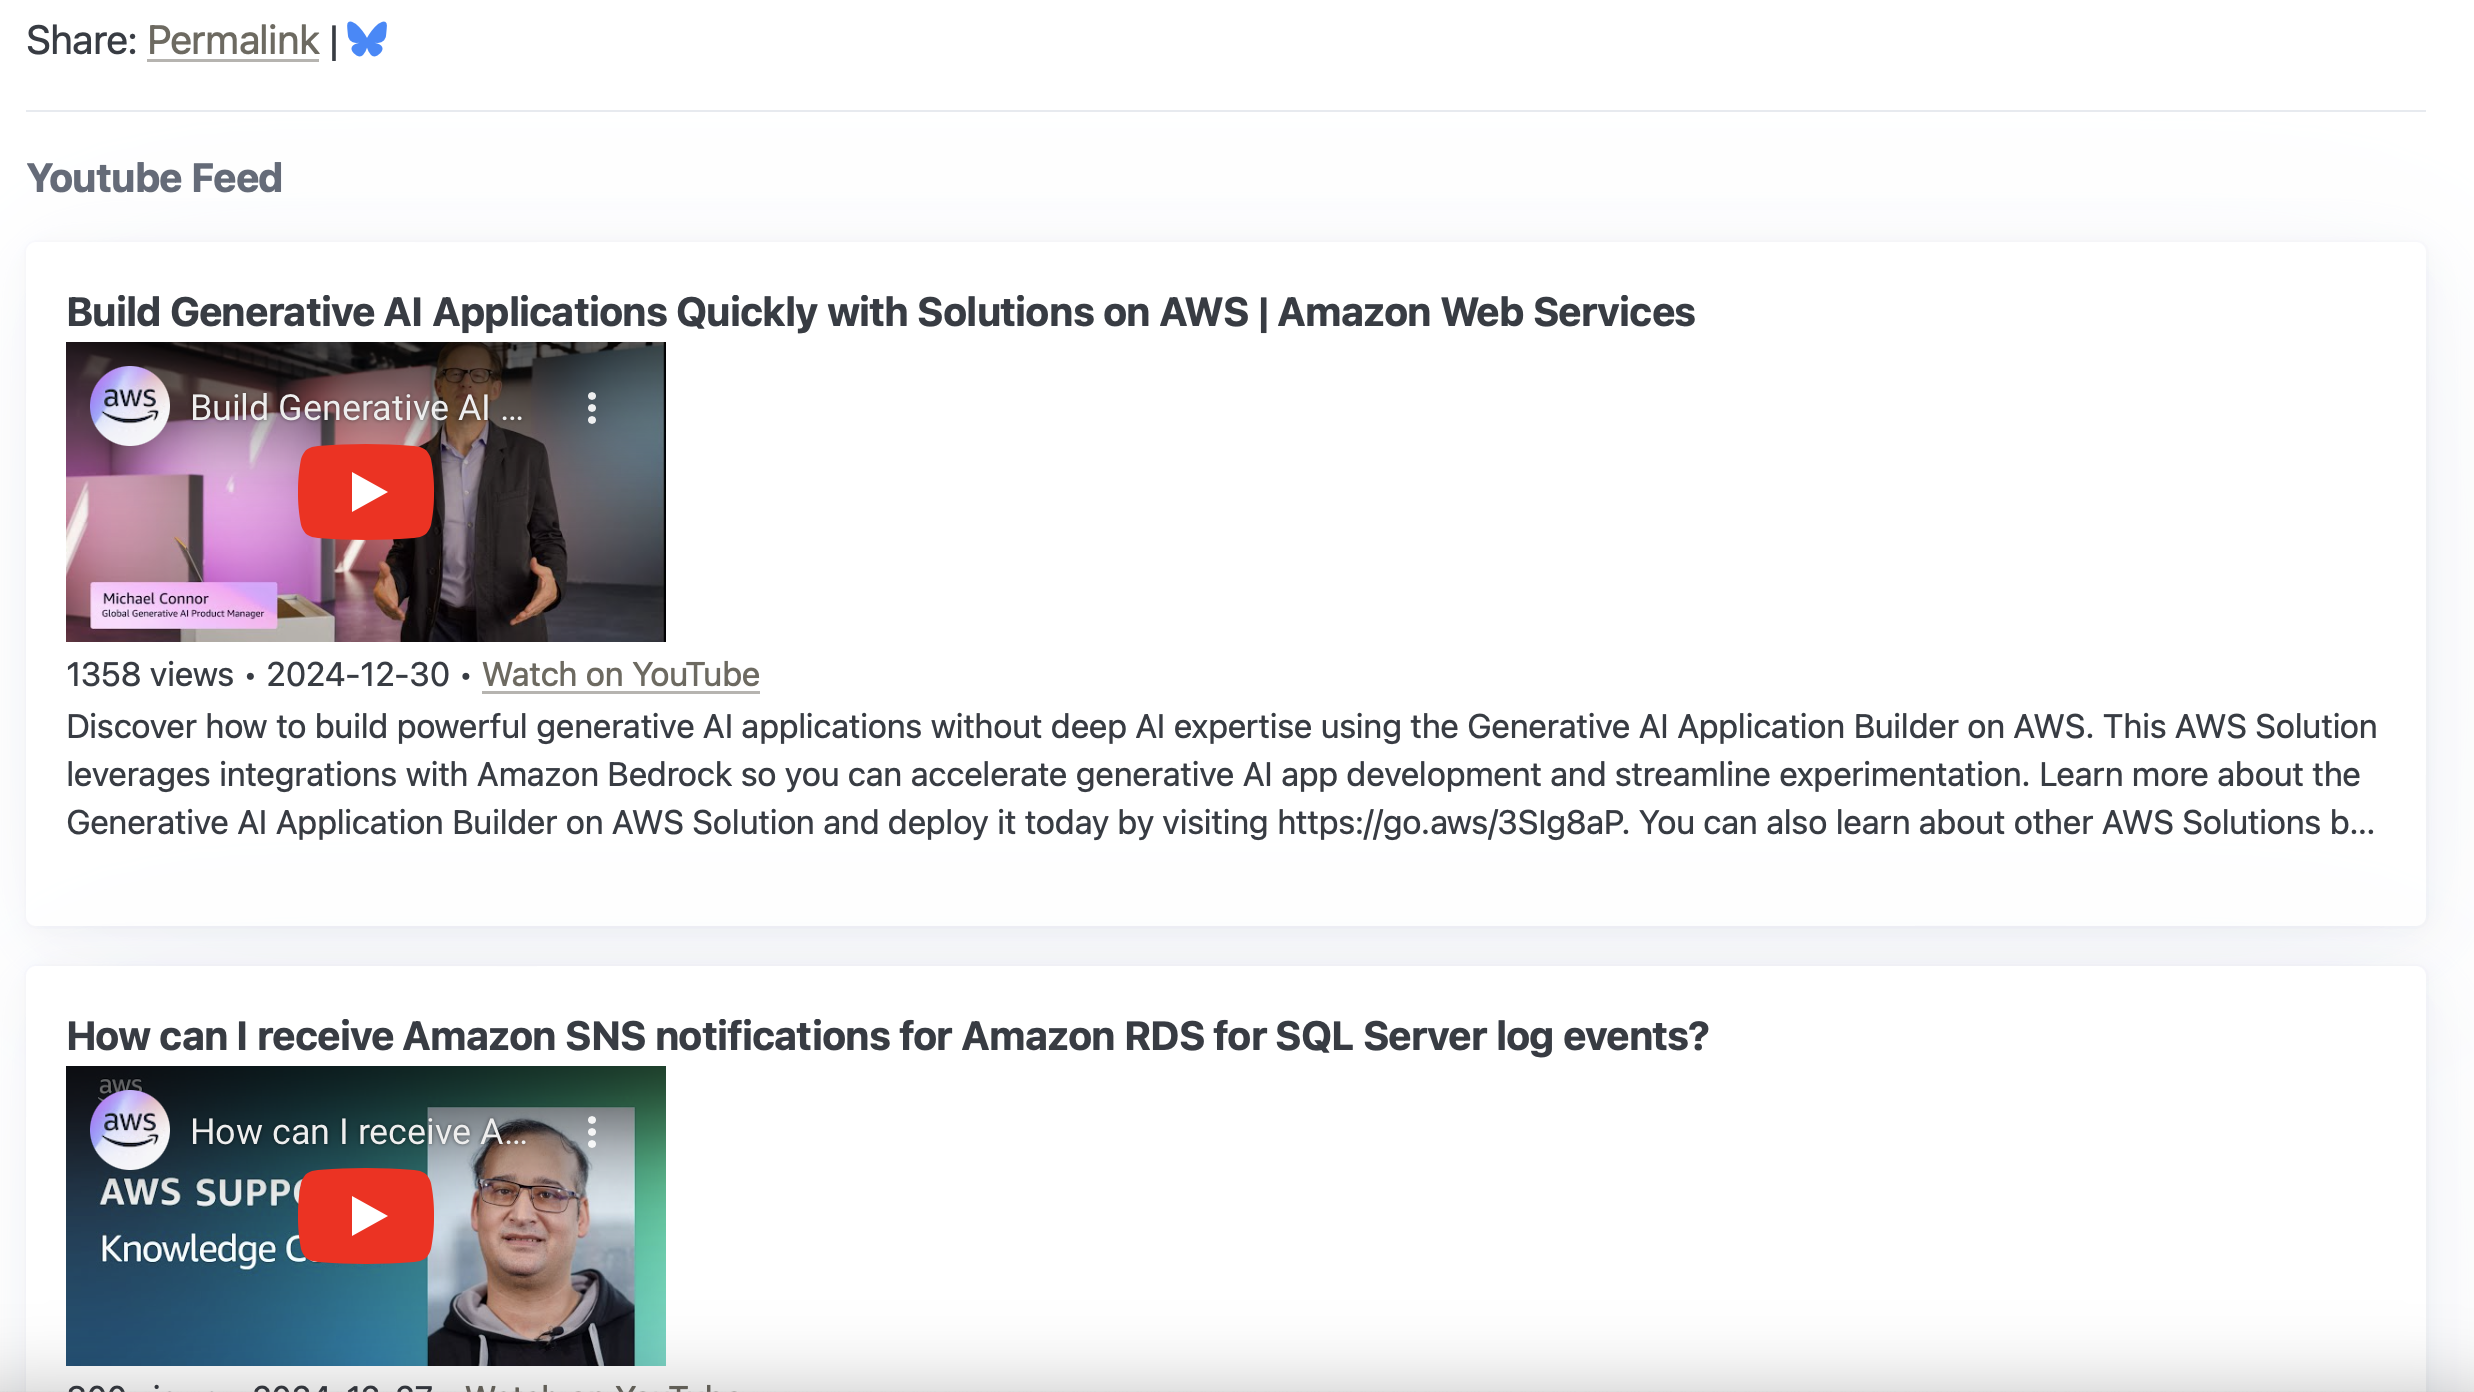 Share: Permalink |
Youtube Feed
Build Generative AI Applications Quickly with Solutions on AWS | Amazon Web Services
aws
Build Generative AI ...
Michael Connor
Global Generative AI Product Manager
1358 views • 2024-12-30 • Watch on YouTube
Discover how to build powerful generative AI applications without deep AI expertise using the Generative AI Application Builder on AWS. This AWS Solution
leverages integrations with Amazon Bedrock so you can accelerate generative AI app development and streamline experimentation. Learn more about the
Generative AI Application Builder on AWS Solution and deploy it today by visiting https://go.aws/3SIg8aP. You can also learn about other AWS Solutions b...
How can I receive Amazon SNS notifications for Amazon RDS for SQL Server log events?
aws
aws
How can I receive A...
AWS SUPP
Knowledge C
Watch on YouTube